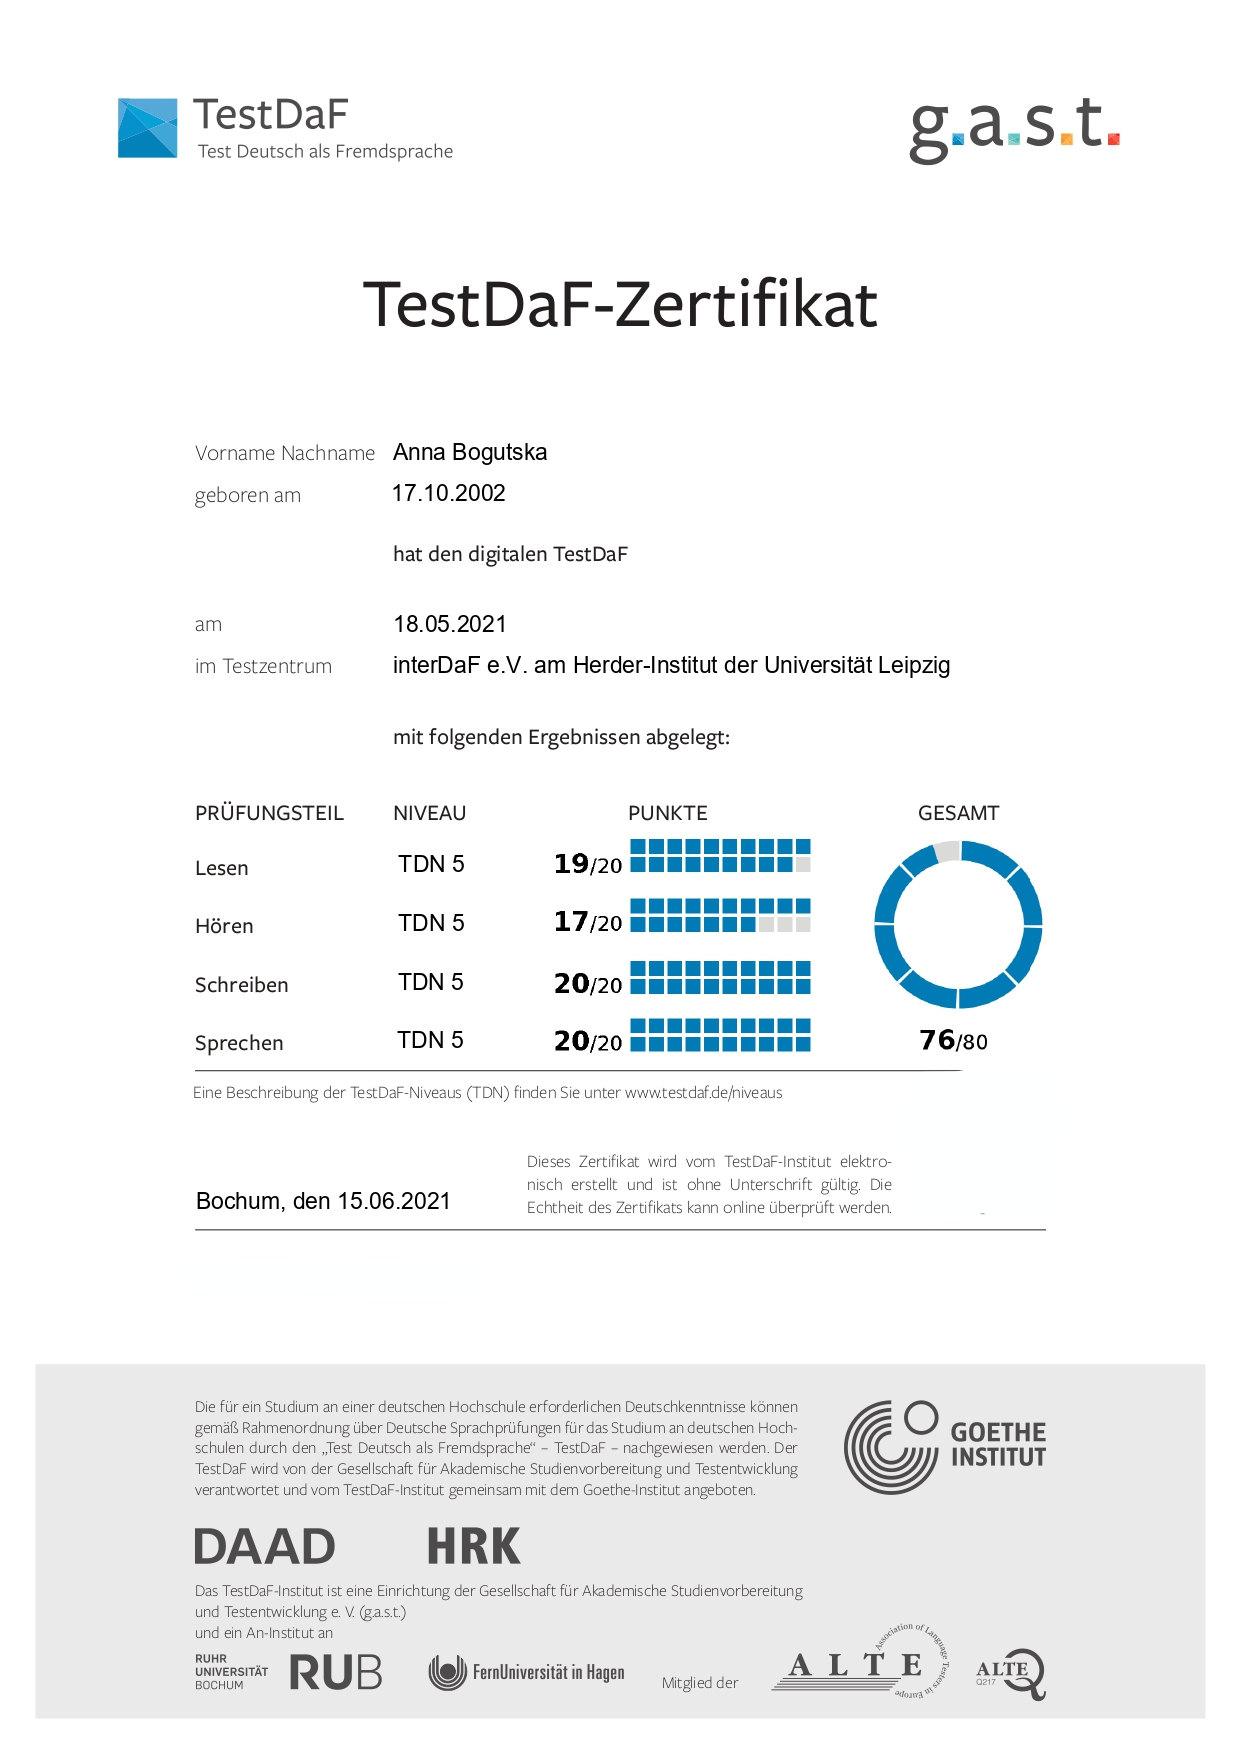 TestDaF
Test Deutsch als Fremdsprache
g.a.s.t.
TestDaF-Zertifikat
Vorname Nachname Anna Bogutska
geboren am 17.10.2002
hat den digitalen TestDaF
am 18.05.2021
im Testzentrum interDaF e.V. am Herder-Institut der Universität Leipzig
mit folgenden Ergebnissen abgelegt:
PRÜFUNGSTEIL NIVEAU PUNKTE GESAMT
Lesen TDN 5 19/20
Hören TDN 5 17/20
Schreiben TDN 5 20/20
Sprechen TDN 5 20/20 76/80
Eine Beschreibung der TestDaF-Niveaus (TDN) finden Sie unter www.testdaf.de/niveaus
Dieses Zertifikat wird vom TestDaF-Institut elektro-
nisch erstellt und ist ohne Unterschrift gültig. Die
Echtheit des Zertifikats kann online überprüft werden.
Bochum, den 15.06.2021
Die für ein Studium an einer deutschen Hochschule erforderlichen Deutschkenntnisse können
gemäß Rahmenordnung über Deutsche Sprachprüfungen für das Studium an deutschen Hoch-
schulen durch den „Test Deutsch als Fremdsprache“ – TestDaF – nachgewiesen werden. Der
TestDaF wird von der Gesellschaft für Akademische Studienvorbereitung und Testentwicklung
verantwortet und vom TestDaF-Institut gemeinsam mit dem Goethe-Institut angeboten.
GOETHE
INSTITUT
DAAD HRK
Das TestDaF-Institut ist eine Einrichtung der Gesellschaft für Akademische Studienvorbereitung
und Testentwicklung e. V. (g.a.s.t.)
und ein An-Institut an
RUHR
UNIVERSITÄT
BOCHUM
RUB
FernUniversität in Hagen
Mitglied der
ALTE
Association of Language Testers in Europe
ALTE
Q217